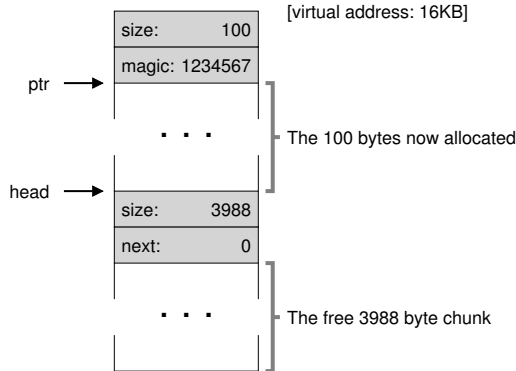 [virtual address: 16KB]
size: 100
magic: 1234567
ptr
. . .
The 100 bytes now allocated
head
size: 3988
next: 0
. . .
The free 3988 byte chunk